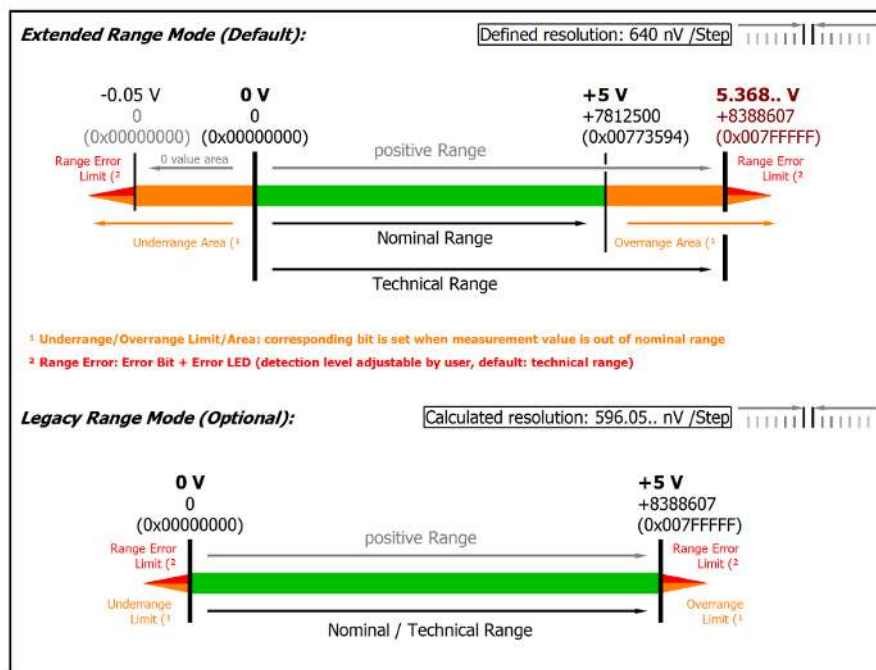 Extended Range Mode (Default):
Defined resolution: 640 nV /Step
-0.05 V
0 V
+5 V
5.368.. V
0
0
+7812500
+8388607
(0x00000000)
(0x00000000)
(0x00773594)
(0x007FFFFF)
Range Error
Limit (²
0 value area
positive Range
Range Error
Limit (²
Underrange Area (¹
Nominal Range
Overrange Area (¹
Technical Range
¹ Underrange/Overrange Limit/Area: corresponding bit is set when measurement value is out of nominal range
² Range Error: Error Bit + Error LED (detection level adjustable by user, default: technical range)
Legacy Range Mode (Optional):
Calculated resolution: 596.05.. nV /Step
0 V
+5 V
0
+8388607
(0x00000000)
(0x007FFFFF)
Range Error
Limit (²
positive Range
Range Error
Limit (²
Underrange
Limit (¹
Nominal / Technical Range
Overrange
Limit (¹